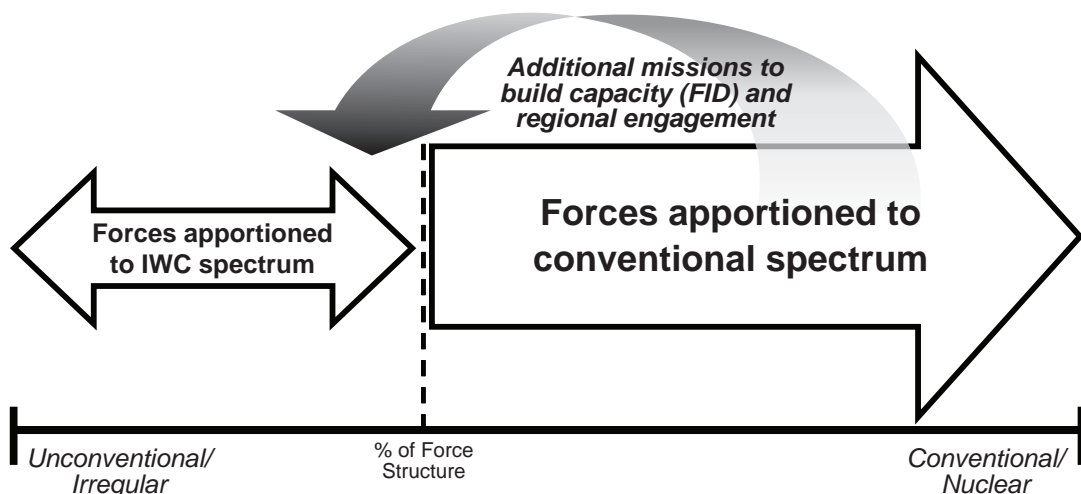 Additional missions to
build capacity (FID) and
regional engagement
Forces apportioned
to IWC spectrum
Forces apportioned to
conventional spectrum
Unconventional/
Irregular
% of Force
Structure
Conventional/
Nuclear